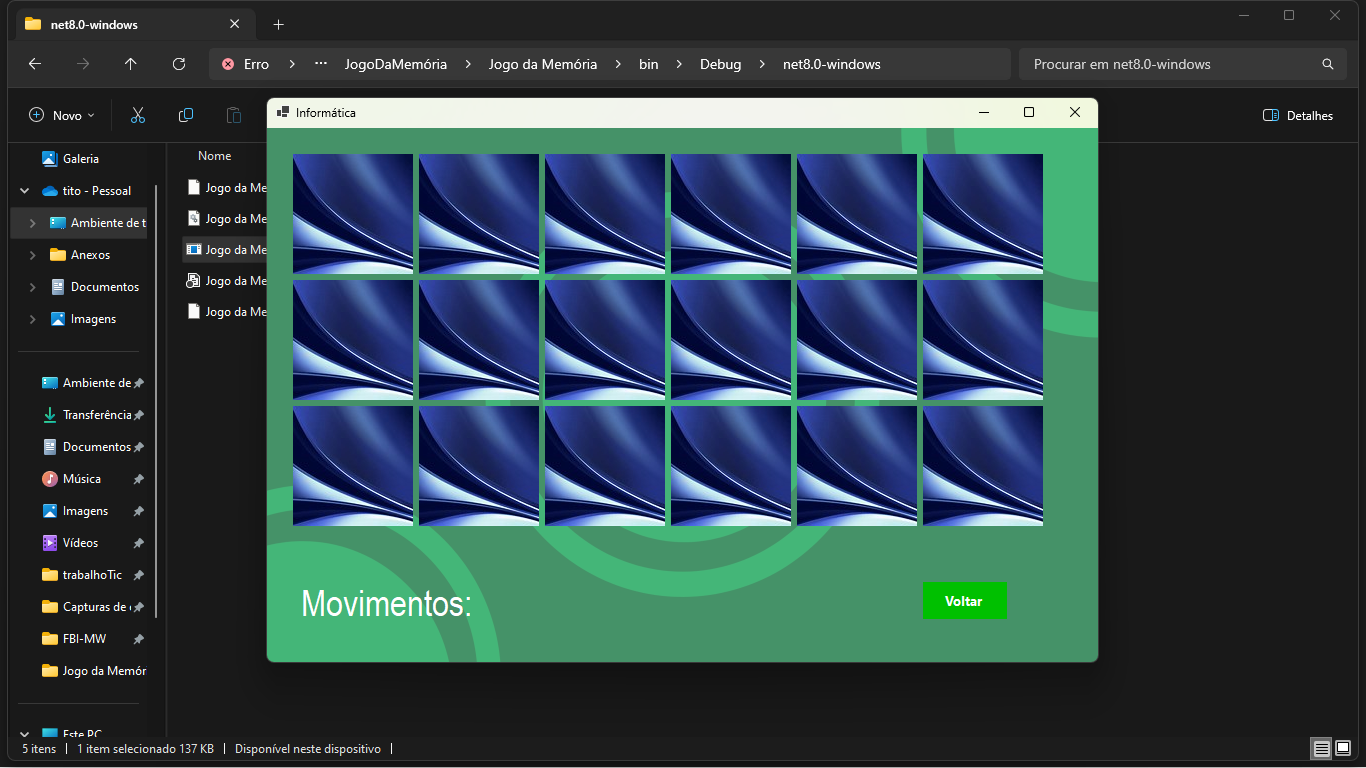 net8.0-windows
Erro > ··· JogoDaMemória > Jogo da Memória > bin > Debug > net8.0-windows
Procurar em net8.0-windows
Novo
Detalhes
Informática
Galeria
tito - Pessoal
Ambiente de t
Anexos
Documentos
Imagens
Ambiente de
Transferência
Documentos
Música
Imagens
Vídeos
trabalhoTic
Capturas de
FBI-MW
Jogo da Memór
Este PC
Nome
Jogo da Me
Jogo da Me
Jogo da Me
Jogo da Me
Jogo da Me
Movimentos:
Voltar
5 itens | 1 item selecionado 137 KB | Disponível neste dispositivo |